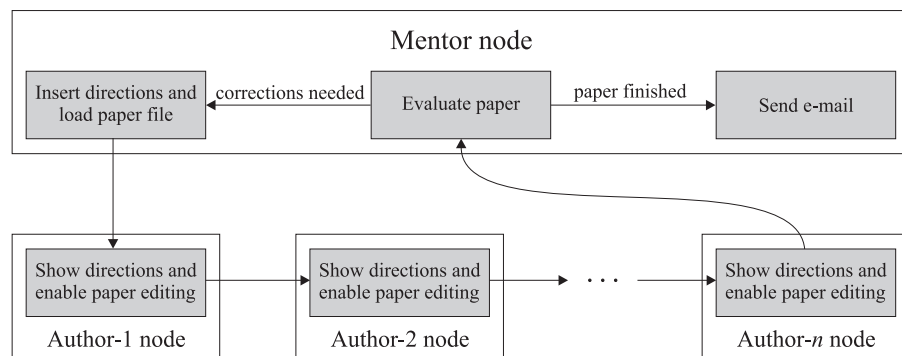 Mentor node
Insert directions and
load paper file
corrections needed
Evaluate paper
paper finished
Send e-mail
Show directions and
enable paper editing
Author-1 node
Show directions and
enable paper editing
Author-2 node
. . .
Show directions and
enable paper editing
Author-n node